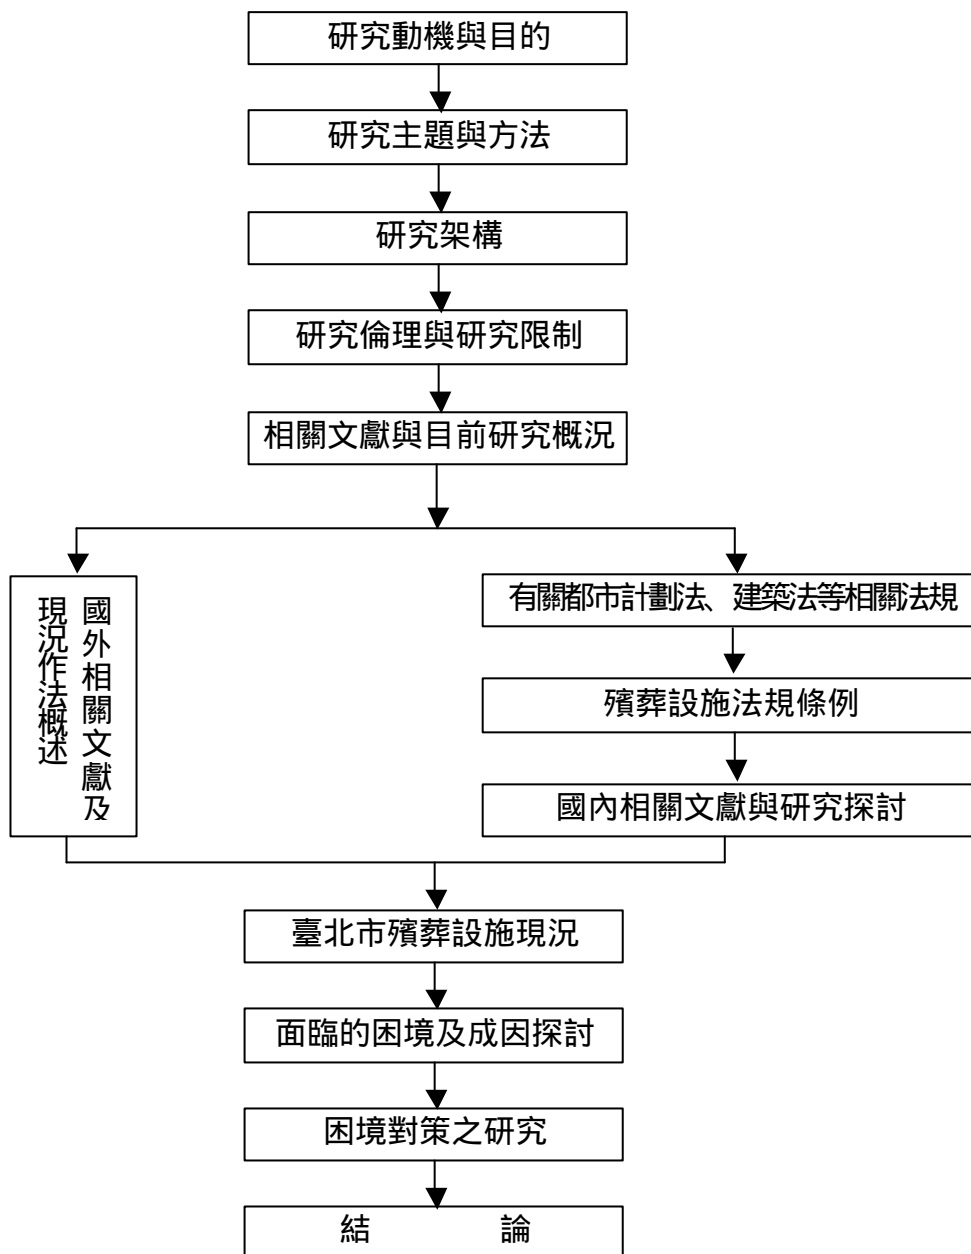 研究動機與目的
研究主題與方法
研究架構
研究倫理與研究限制
相關文獻與目前研究概況
國外相關文獻及
現況作法概述
有關都市計劃法、建築法等相關法規
殯葬設施法規條例
國內相關文獻與研究探討
臺北市殯葬設施現況
面臨的困境及成因探討
困境對策之研究
結 論